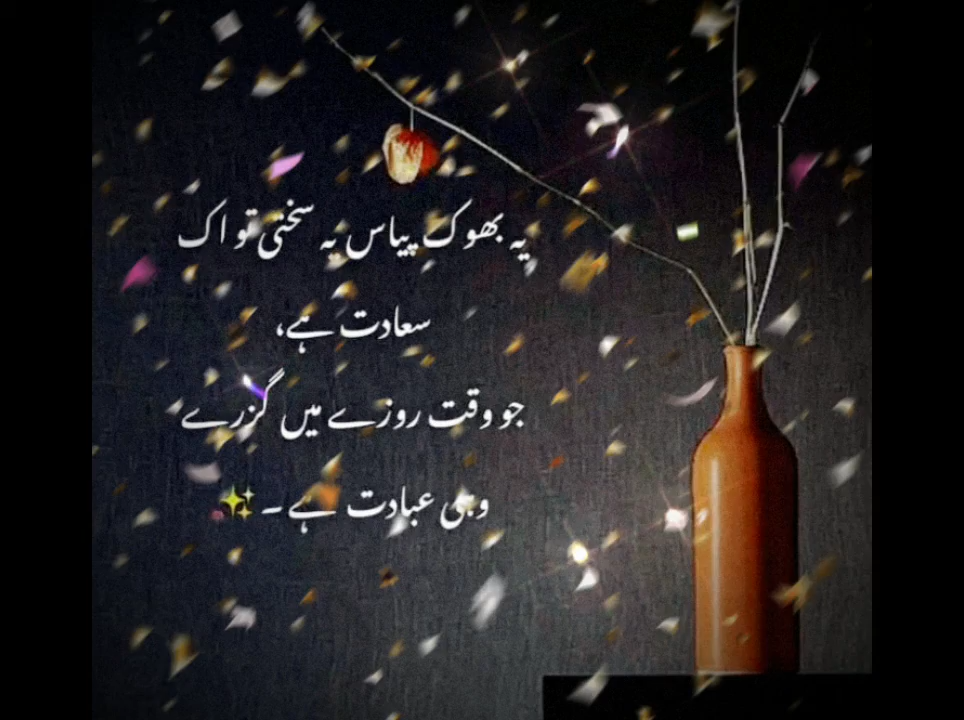 یہ بھوک پیاس یہ سختی تو اک
سعادت ہے،
جو وقت روزے میں گزرے
وہی عبادت ہے۔ ✨